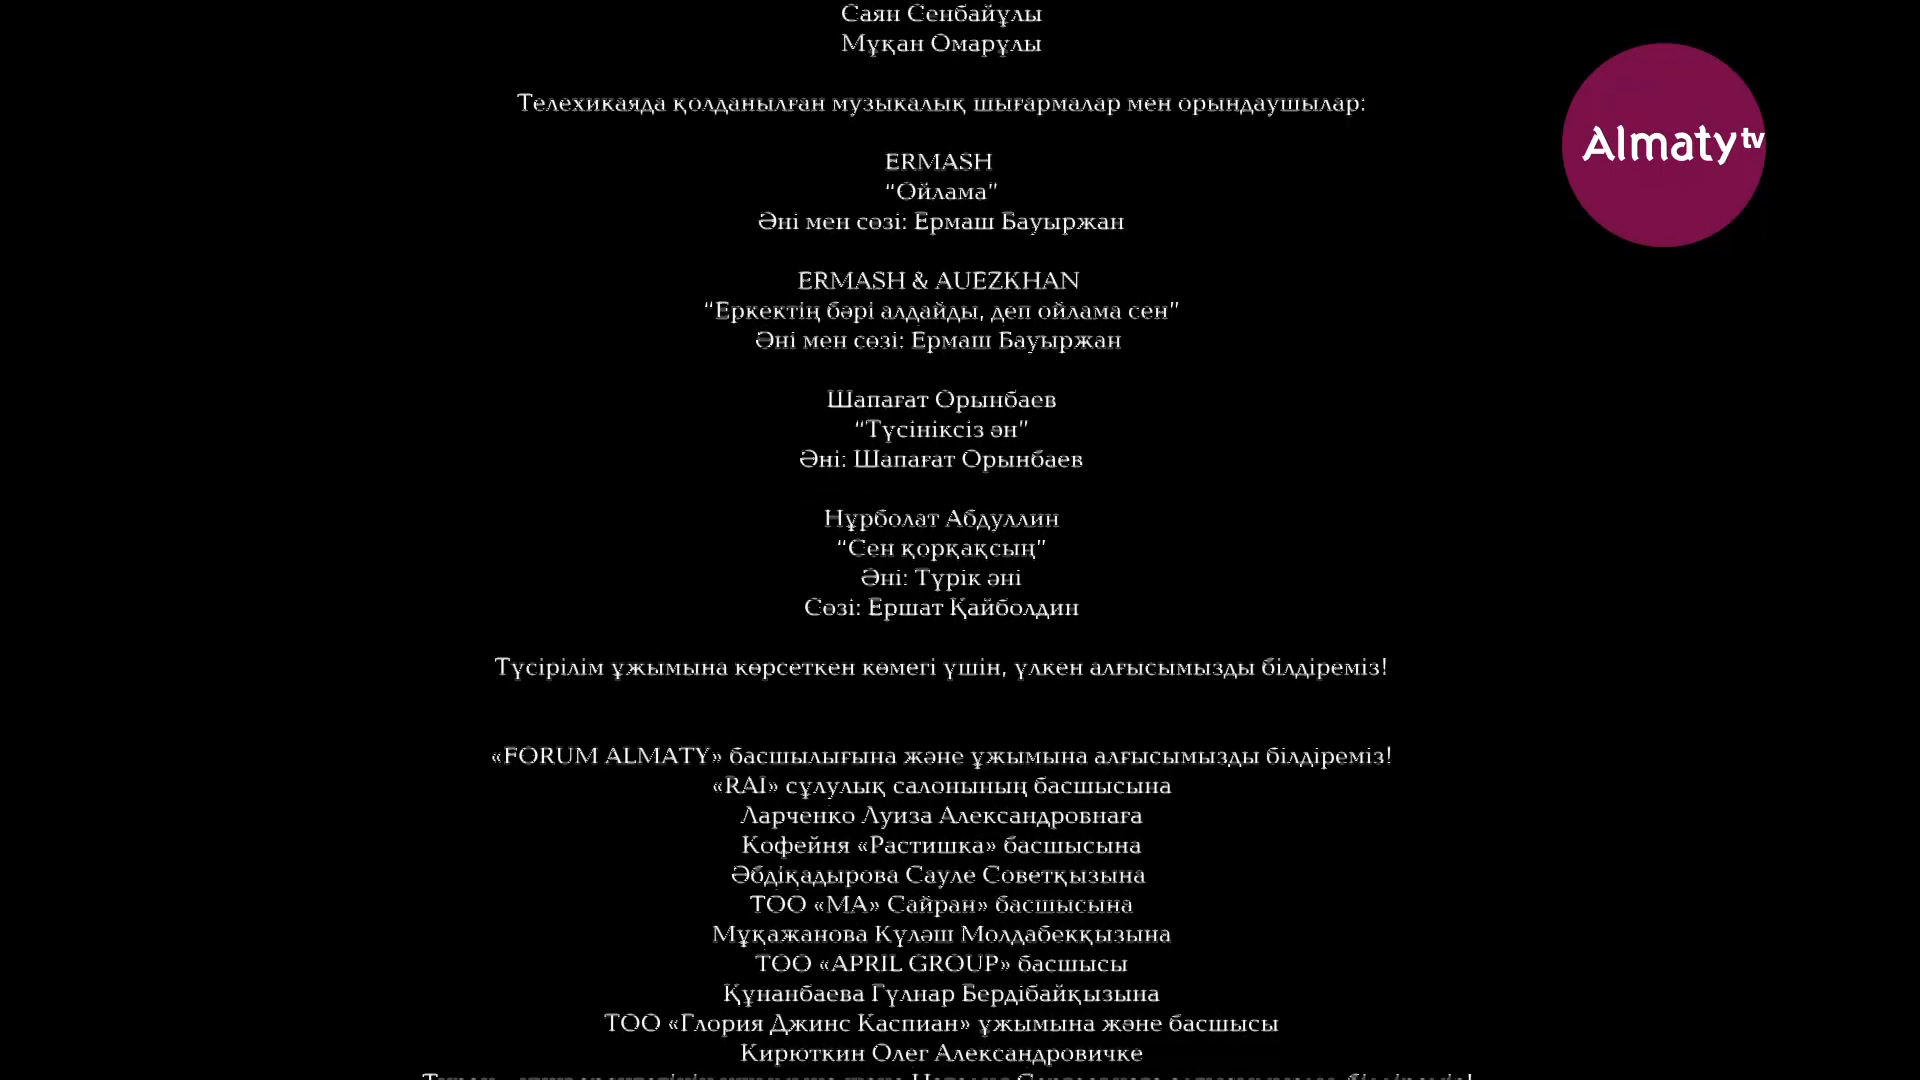 Саян Сенбайұлы
Мұқан Омарұлы
Телехикаяда қолданылған музыкалық шығармалар мен орындаушылар:
Almaty tv
ERMASH
“Ойлама”
Әні мен сөзі: Ермаш Бауыржан
ERMASH & AUEZKHAN
“Еркектің бәрі алдайды, деп ойлама сен”
Әні мен сөзі: Ермаш Бауыржан
Шапағат Орынбаев
“Түсініксіз ән”
Әні: Шапағат Орынбаев
Нұрболат Абдуллин
“Сен қорқақсың”
Әні: Түрік әні
Сөзі: Ершат Қайболдин
Түсірілім ұжымына көрсеткен көмегі үшін, үлкен алғысымызды білдіреміз!
«FORUM ALMATY» басшылығына және ұжымына алғысымызды білдіреміз!
«RAI» сұлулық салонының басшысына
Ларченко Луиза Александровнаға
Кофейня «Растишка» басшысына
Әбдіқадырова Сауле Советқызына
ТОО «МА» Сайран» басшысына
Мұқажанова Күләш Молдабекқызына
ТОО «APRIL GROUP» басшысы
Құнанбаева Гүлнар Бердібайқызына
ТОО «Глория Джинс Каспиан» ұжымына және басшысы
Кирюткин Олег Александровичке